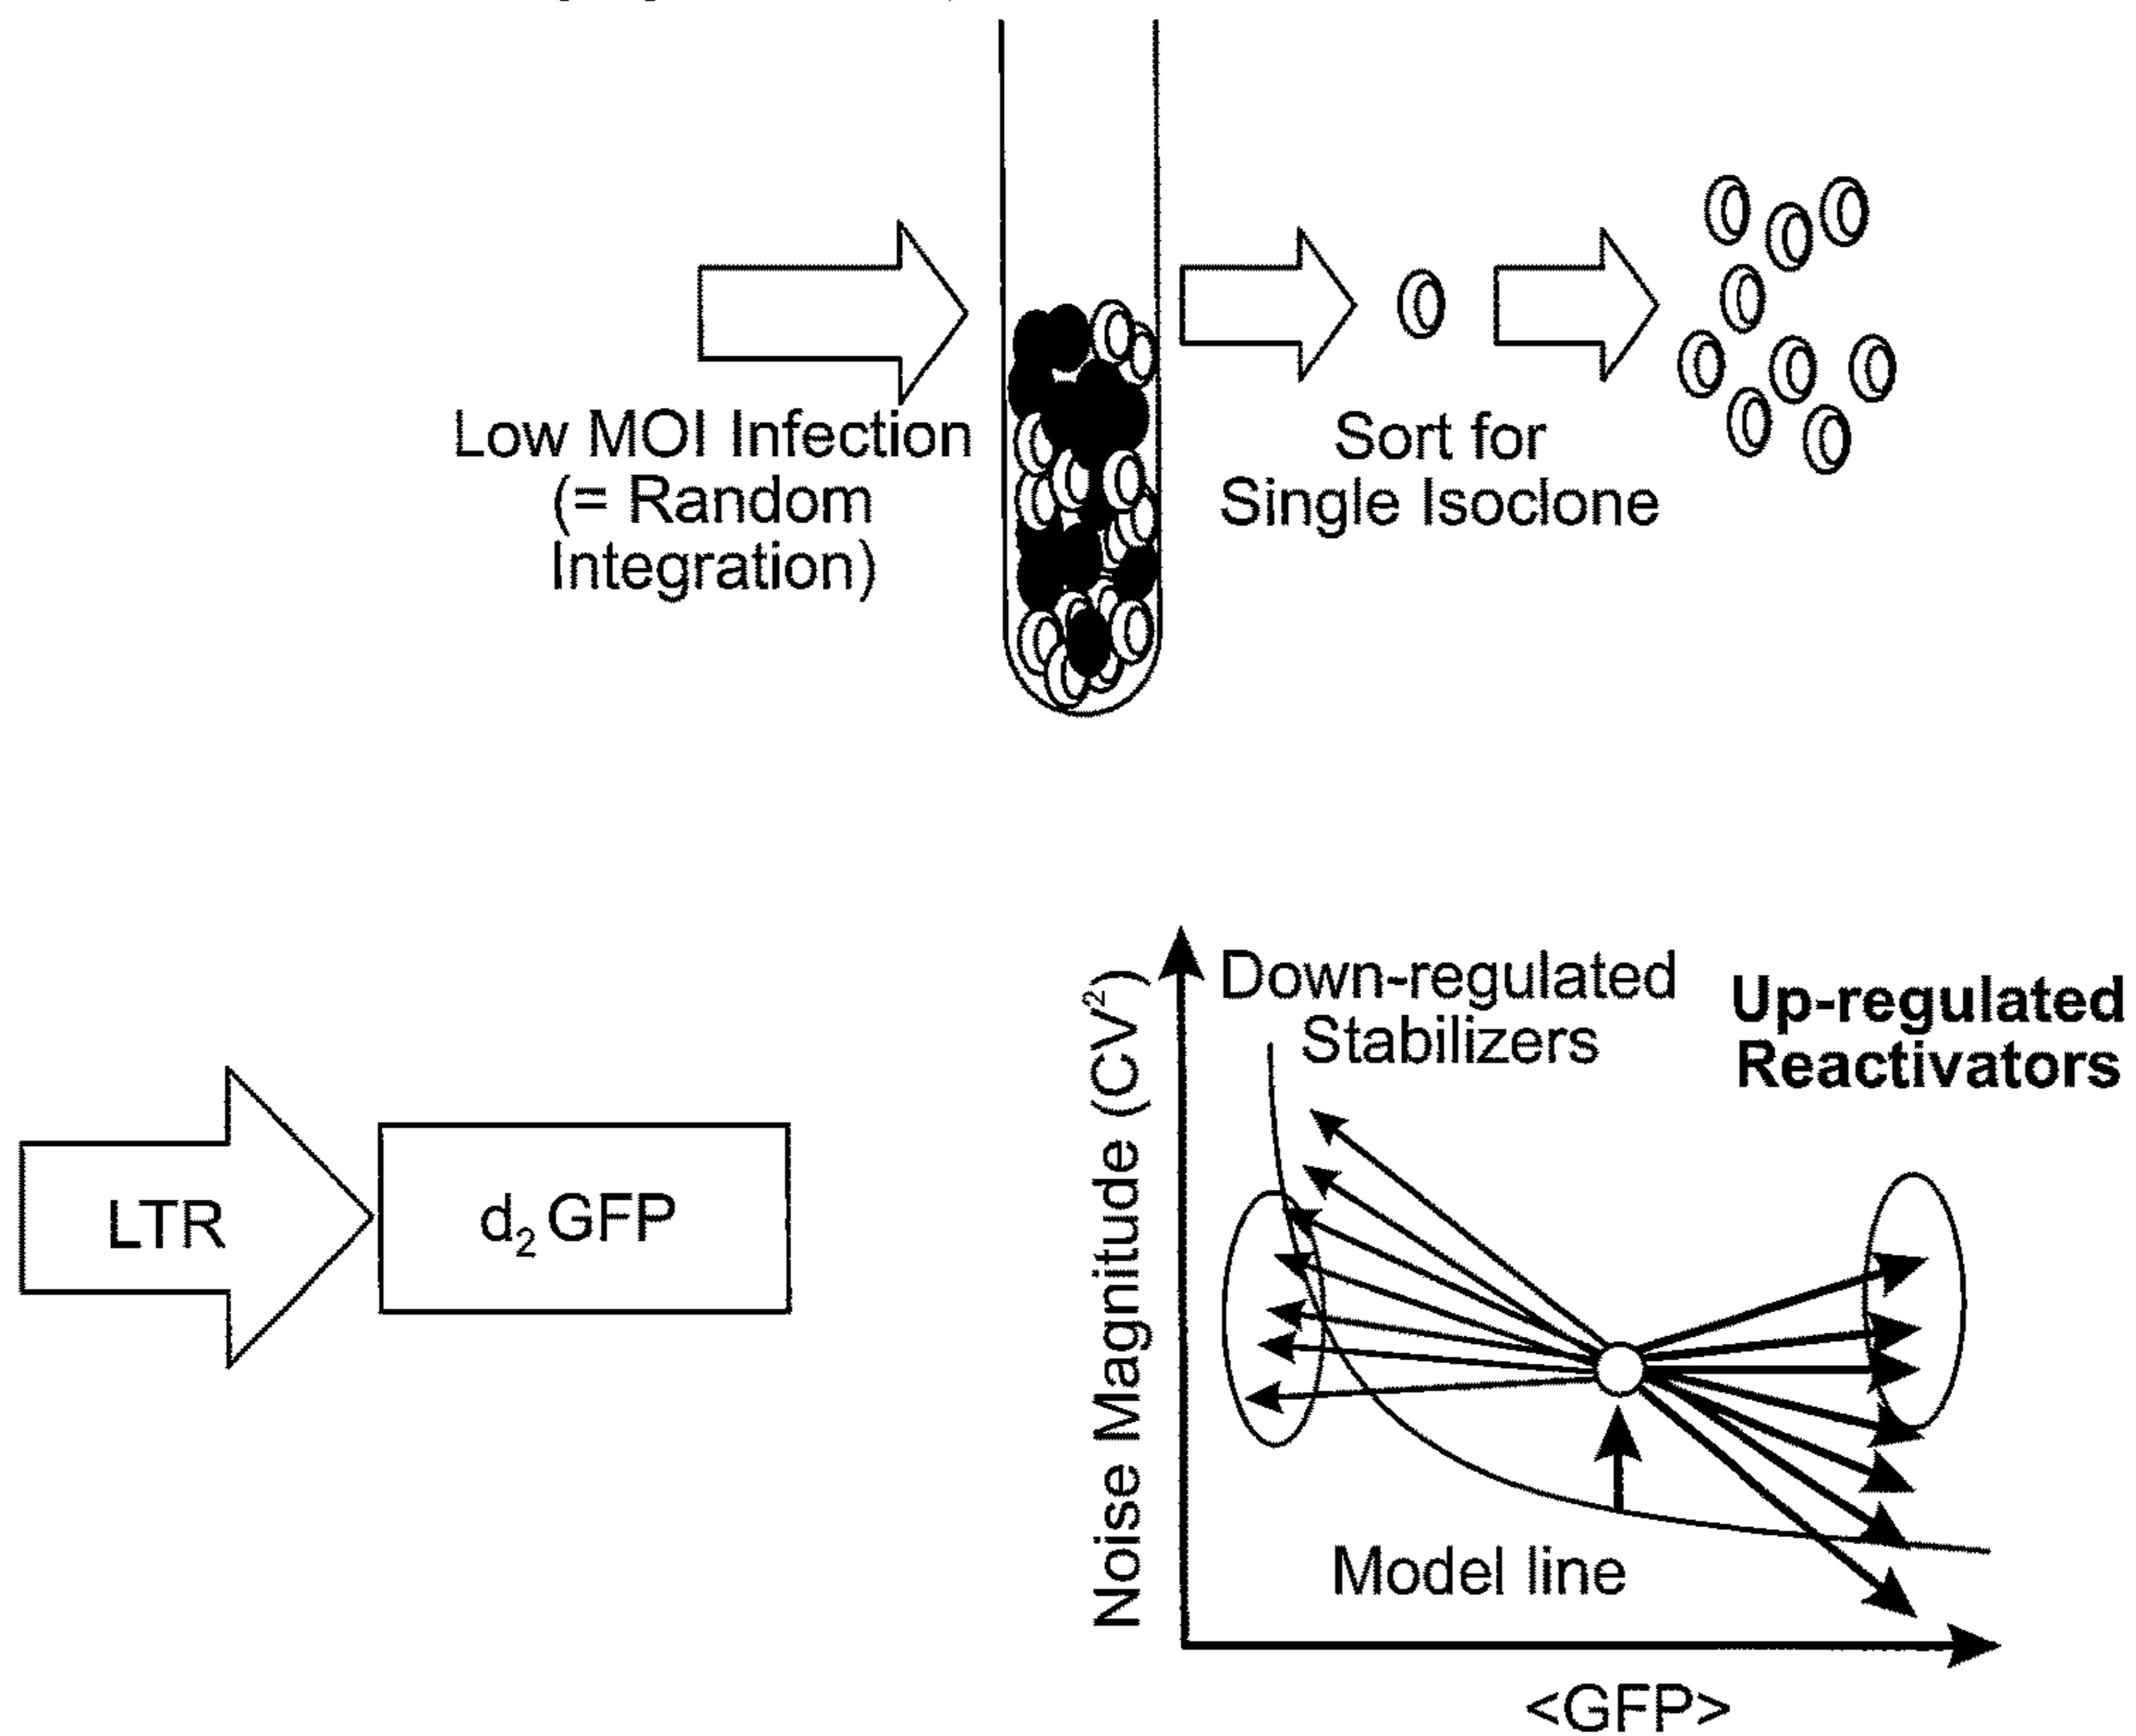 Low MOI Infection
(= Random
Integration)
Sort for
Single Isoclone
LTR
d₂ GFP
Noise Magnitude (CV²)
Down-regulated
Stabilizers
Up-regulated
Reactivators
Model line
<GFP>